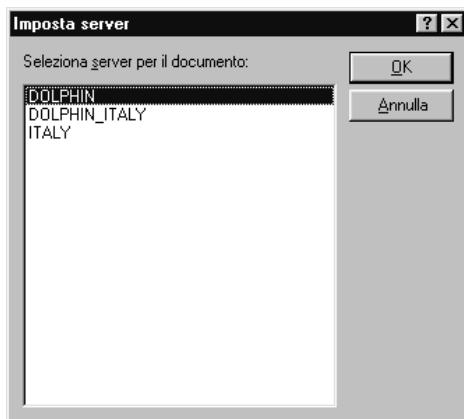 Imposta server
Seleziona server per il documento:
DOLPHIN
DOLPHIN_ITALY
ITALY
OK
Annulla